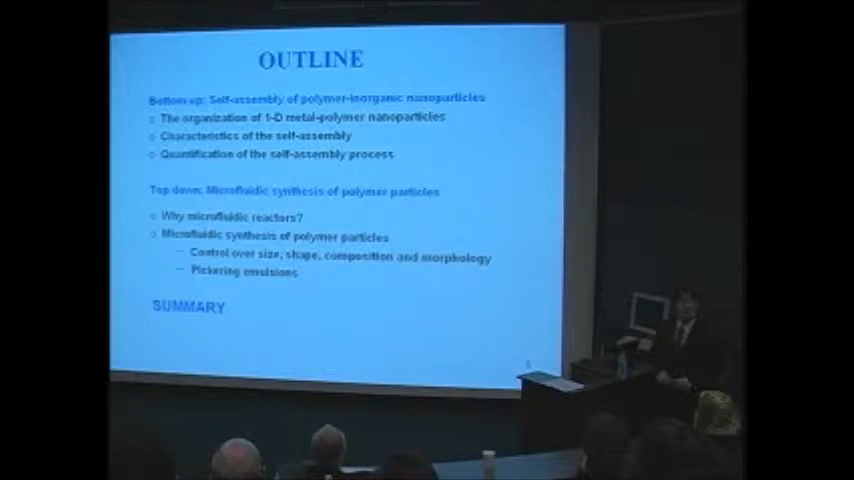 OUTLINE
Bottom up: Self-assembly of polymer-inorganic nanoparticles
o The organization of 1-D metal-polymer nanoparticles
o Characteristics of the self-assembly
o Quantification of the self-assembly process
Top down: Microfluidic synthesis of polymer particles
o Why microfluidic reactors?
o Microfluidic synthesis of polymer particles
– Control over size, shape, composition and morphology
– Pickering emulsions
SUMMARY